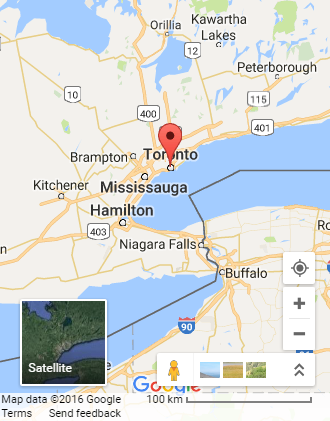 Orillia
Kawartha
Lakes
Peterborough
10
400
115
401
Brampton
Toronto
Kitchener
Mississauga
Hamilton
403
Niagara Falls
Buffalo
90
Satellite
Google
Map data ©2016 Google
100 km
Terms
Send feedback